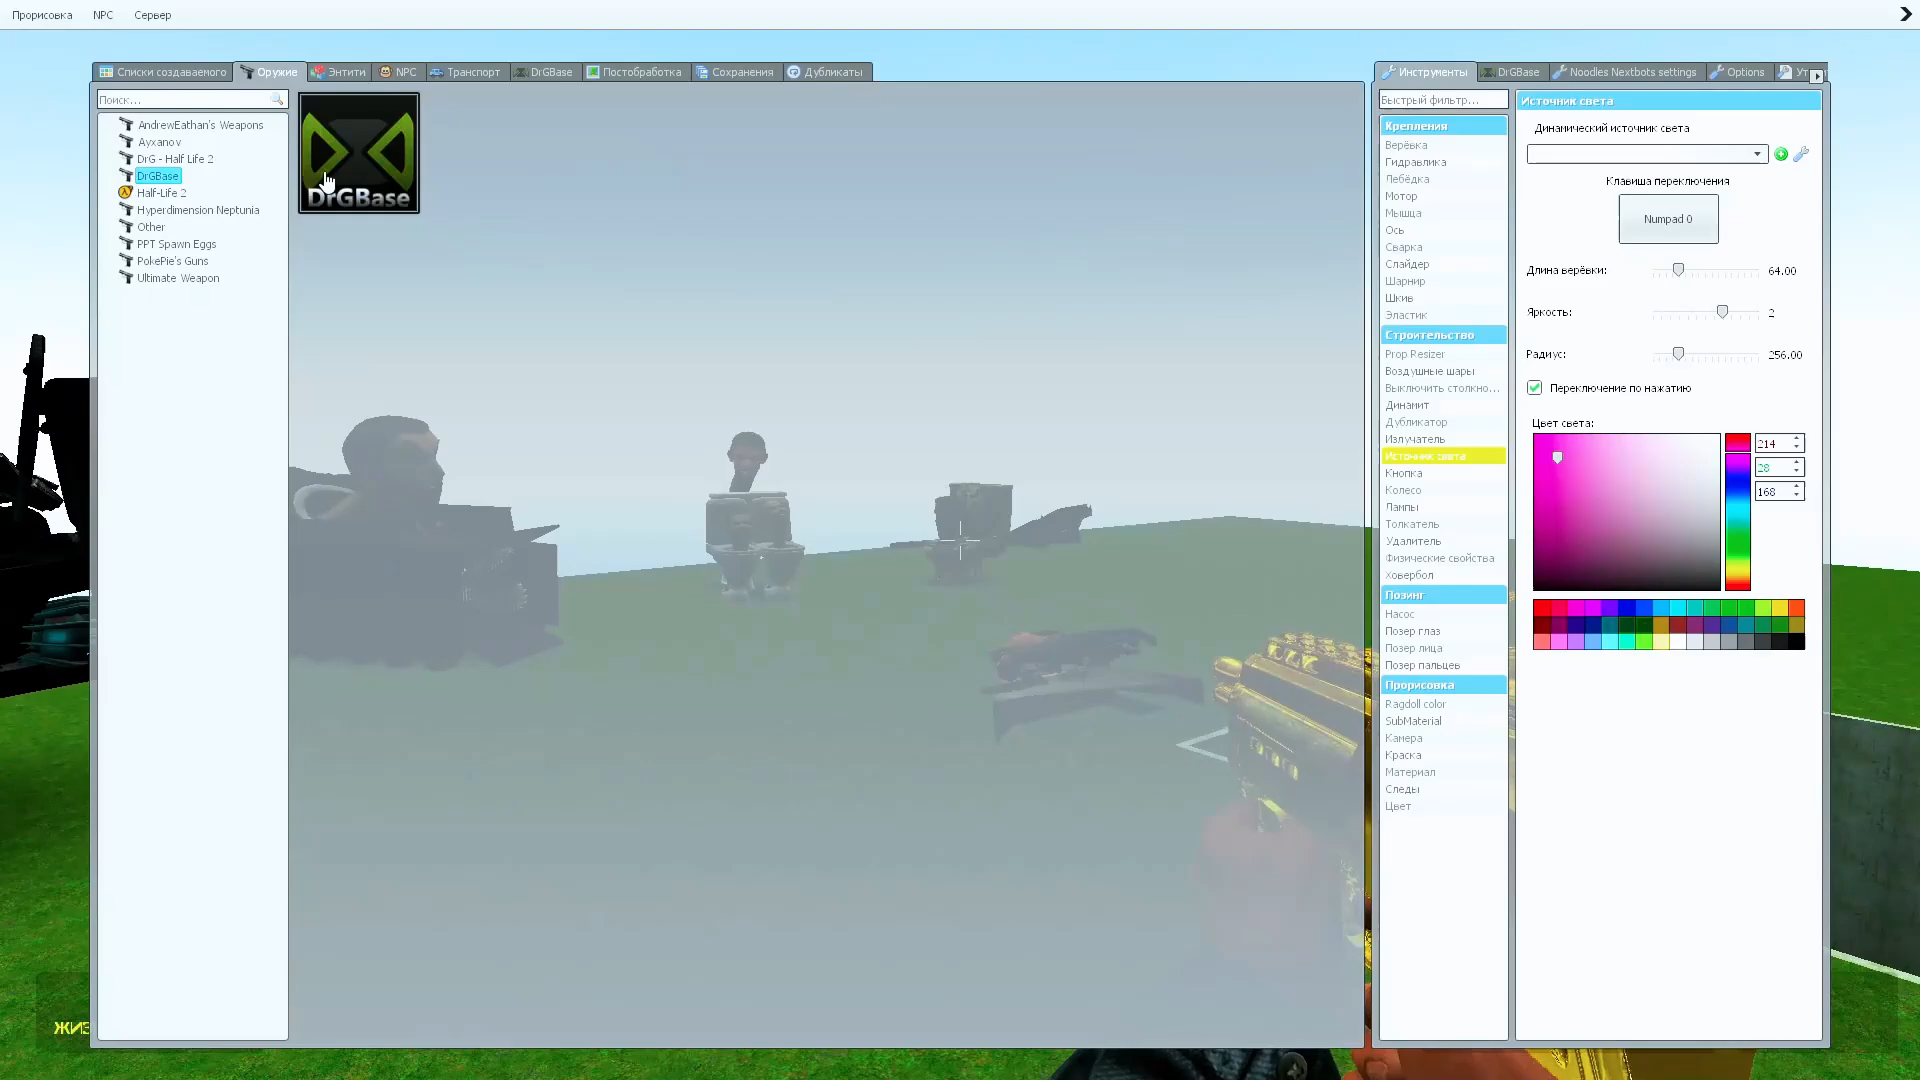 Прорисовка NPC Сервер
Списки создаваемого Оружие Энтити NPC Транспорт DrGBase Постобработка Сохранения Дубликаты
Поиск...
AndrewEathan's Weapons
Ayxanov
DrG - Half Life 2
DrGBase
Half-Life 2
Hyperdimension Neptunia
Other
PPT Spawn Eggs
PokePie's Guns
Ultimate Weapon
DrGBase
Инструменты DrGBase Noodles Nextbots settings Options
Быстрый фильтр...
Крепления
Верёвка
Гидравлика
Лебёдка
Мотор
Мышца
Ось
Сварка
Слайдер
Шарнир
Шкив
Эластик
Строительство
Prop Resizer
Воздушные шары
Выключить столкно...
Динамит
Дубликатор
Излучатель
Источник света
Кнопка
Колесо
Лампы
Толкатель
Удалитель
Физические свойства
Ховербол
Позинг
Насос
Позер глаз
Позер лица
Позер пальцев
Прорисовка
Ragdoll color
SubMaterial
Камера
Краска
Материал
Следы
Цвет
Источник света
Динамический источник света
Клавиша переключения
Numpad 0
Длина верёвки: 64.00
Яркость: 2
Радиус: 256.00
Переключение по нажатию
Цвет света:
214
28
168